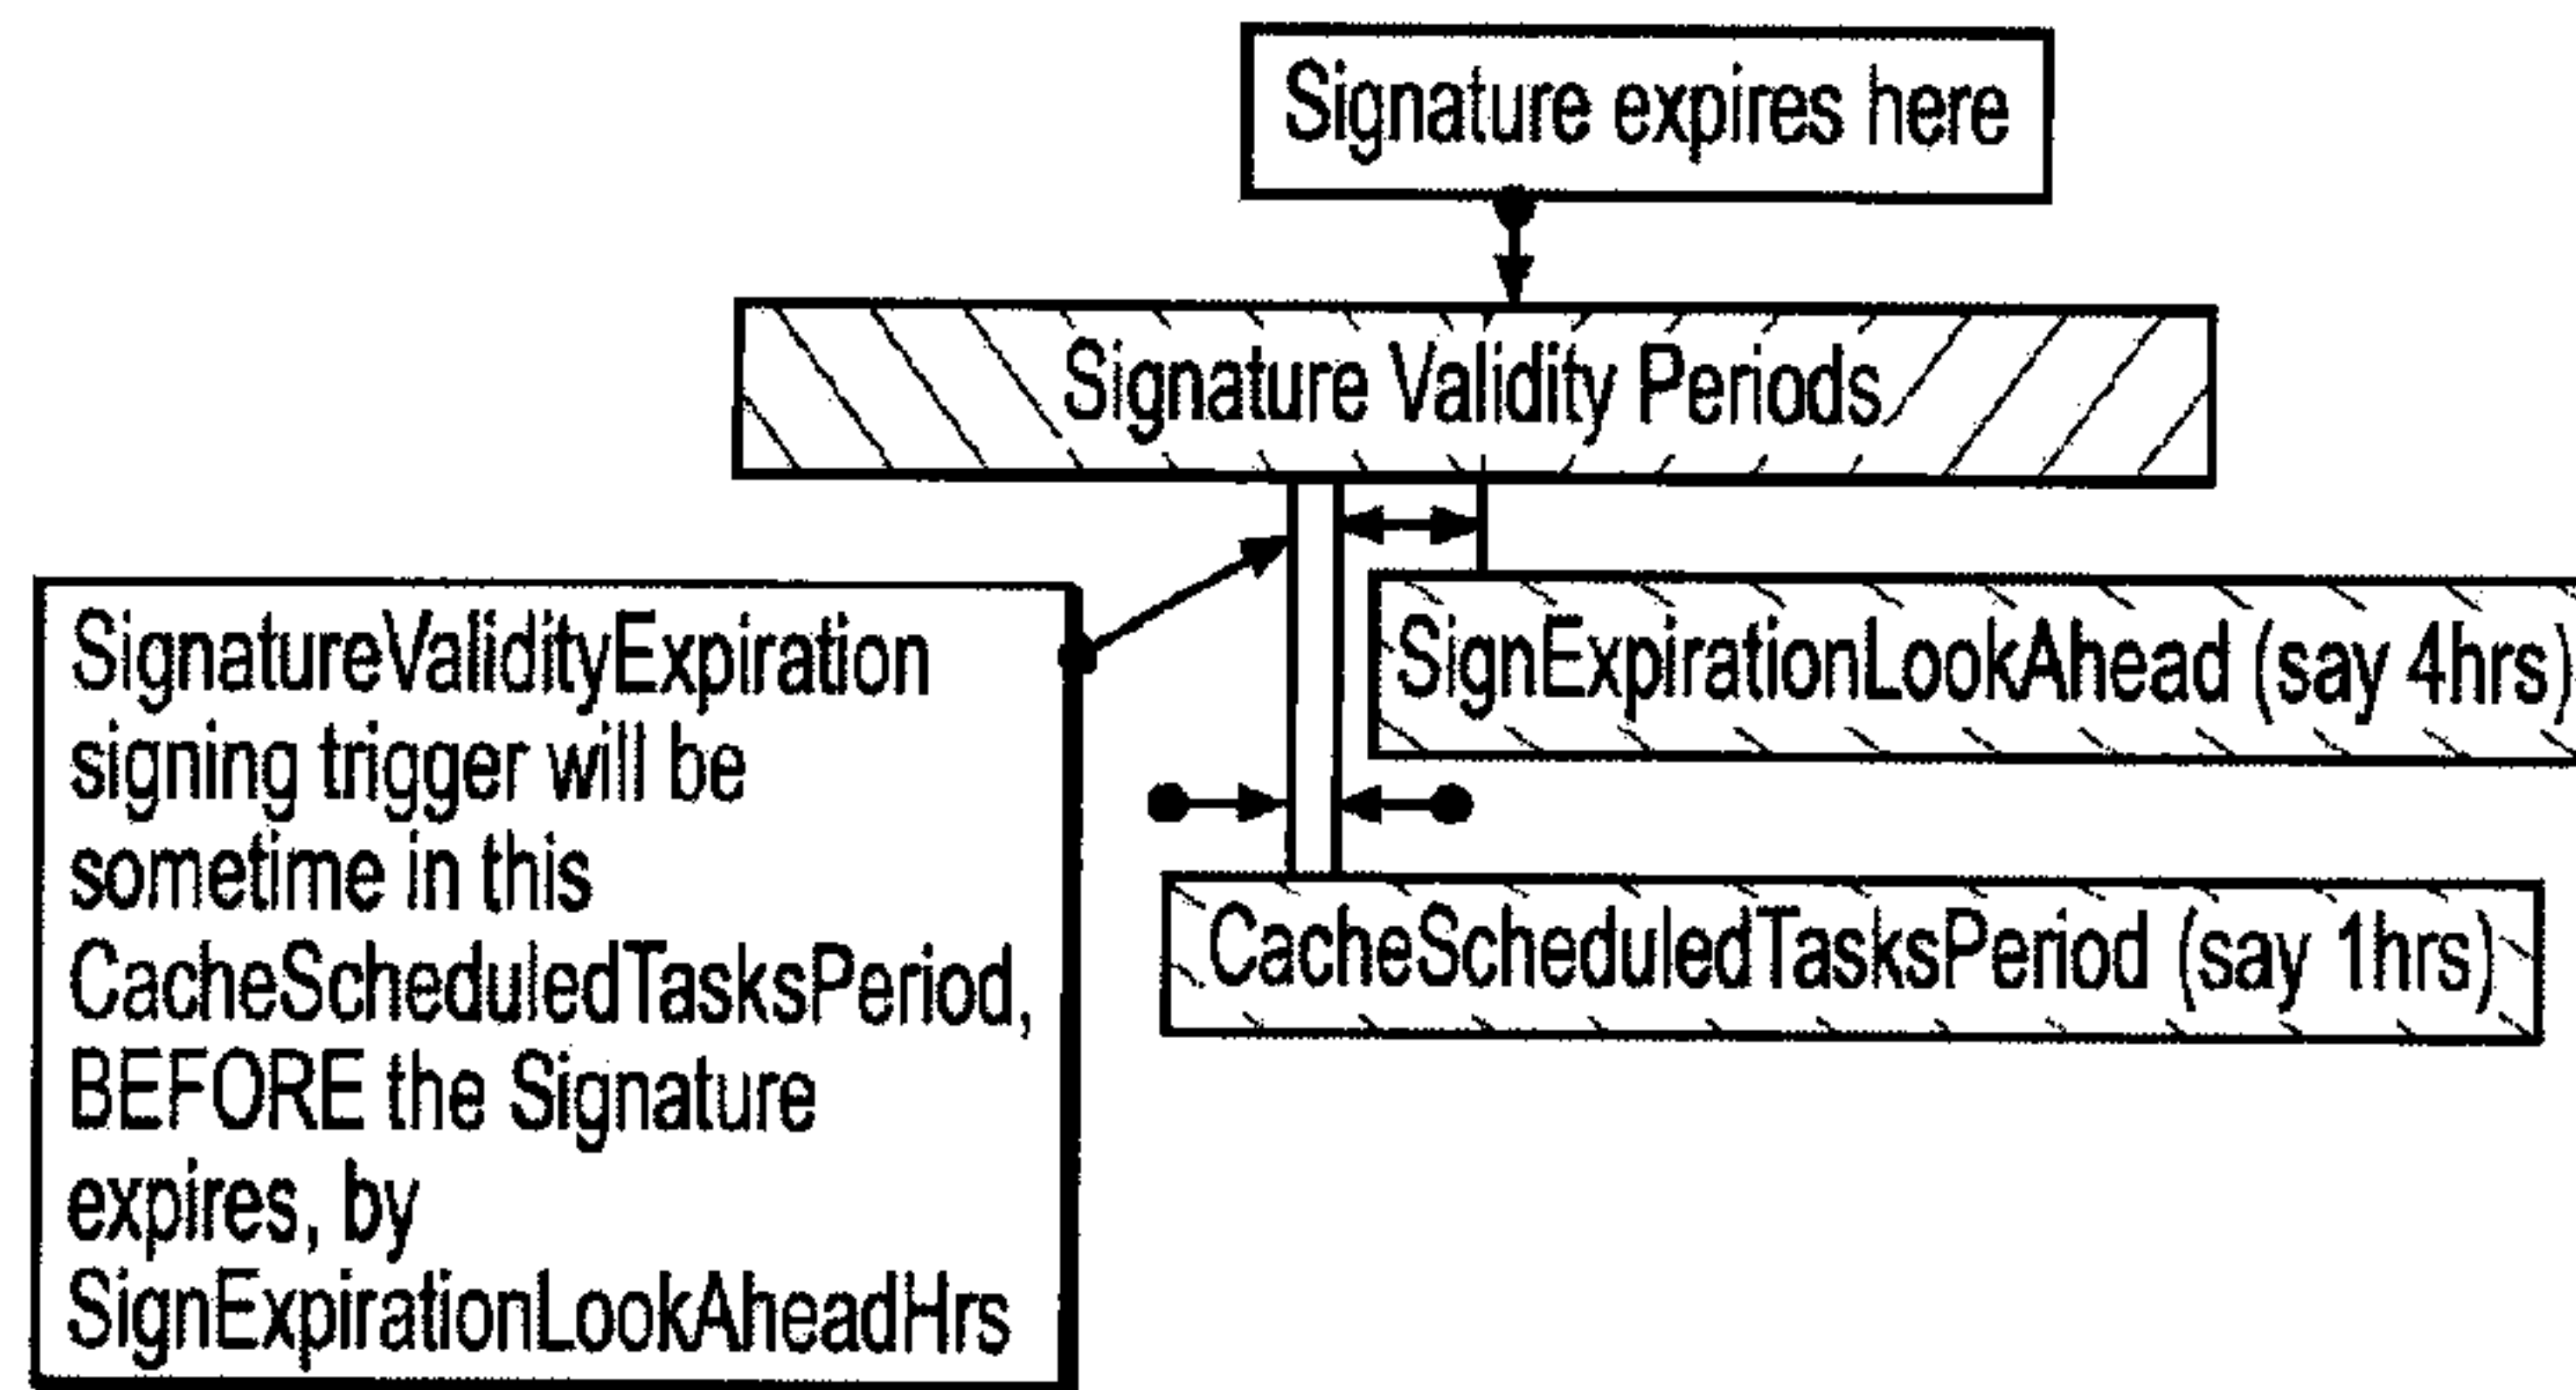 Signature expires here
Signature Validity Periods
SignExpirationLookAhead (say 4hrs)
SignatureValidityExpiration
signing trigger will be
sometime in this
CacheScheduledTasksPeriod,
BEFORE the Signature
expires, by
SignExpirationLookAheadHrs
CacheScheduledTasksPeriod (say 1hrs)